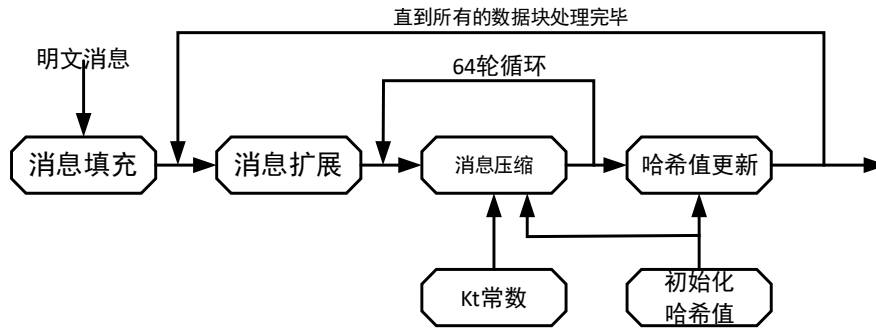 直到所有的数据块处理完毕
明文消息
64轮循环
消息填充
消息扩展
消息压缩
哈希值更新
Kt常数
初始化
哈希值